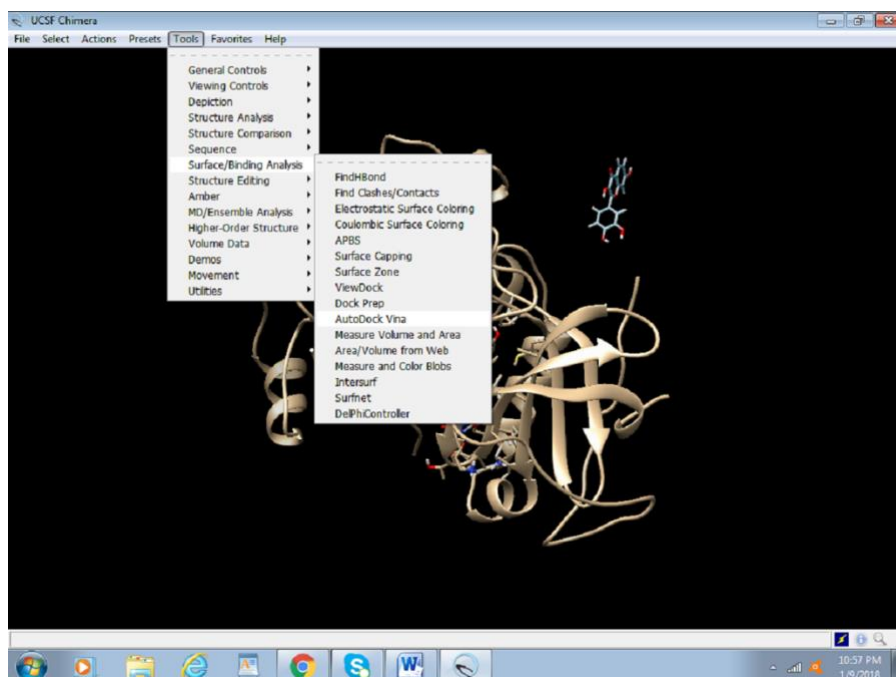 UCSF Chimera
File Select Actions Presets Tools Favorites Help
General Controls
Viewing Controls
Depiction
Structure Analysis
Structure Comparison
Sequence
Surface/Binding Analysis
Structure Editing
Amber
MD/Ensemble Analysis
Higher-Order Structure
Volume Data
Demos
Movement
Utilities
FindHBond
Find Clashes/Contacts
Electrostatic Surface Coloring
Coulombic Surface Coloring
APBS
Surface Capping
Surface Zone
ViewDock
Dock Prep
AutoDock Vina
Measure Volume and Area
Area/Volume from Web
Measure and Color Blobs
Intersurf
Surfnet
DelPhiController
10:57 PM
1/9/2018